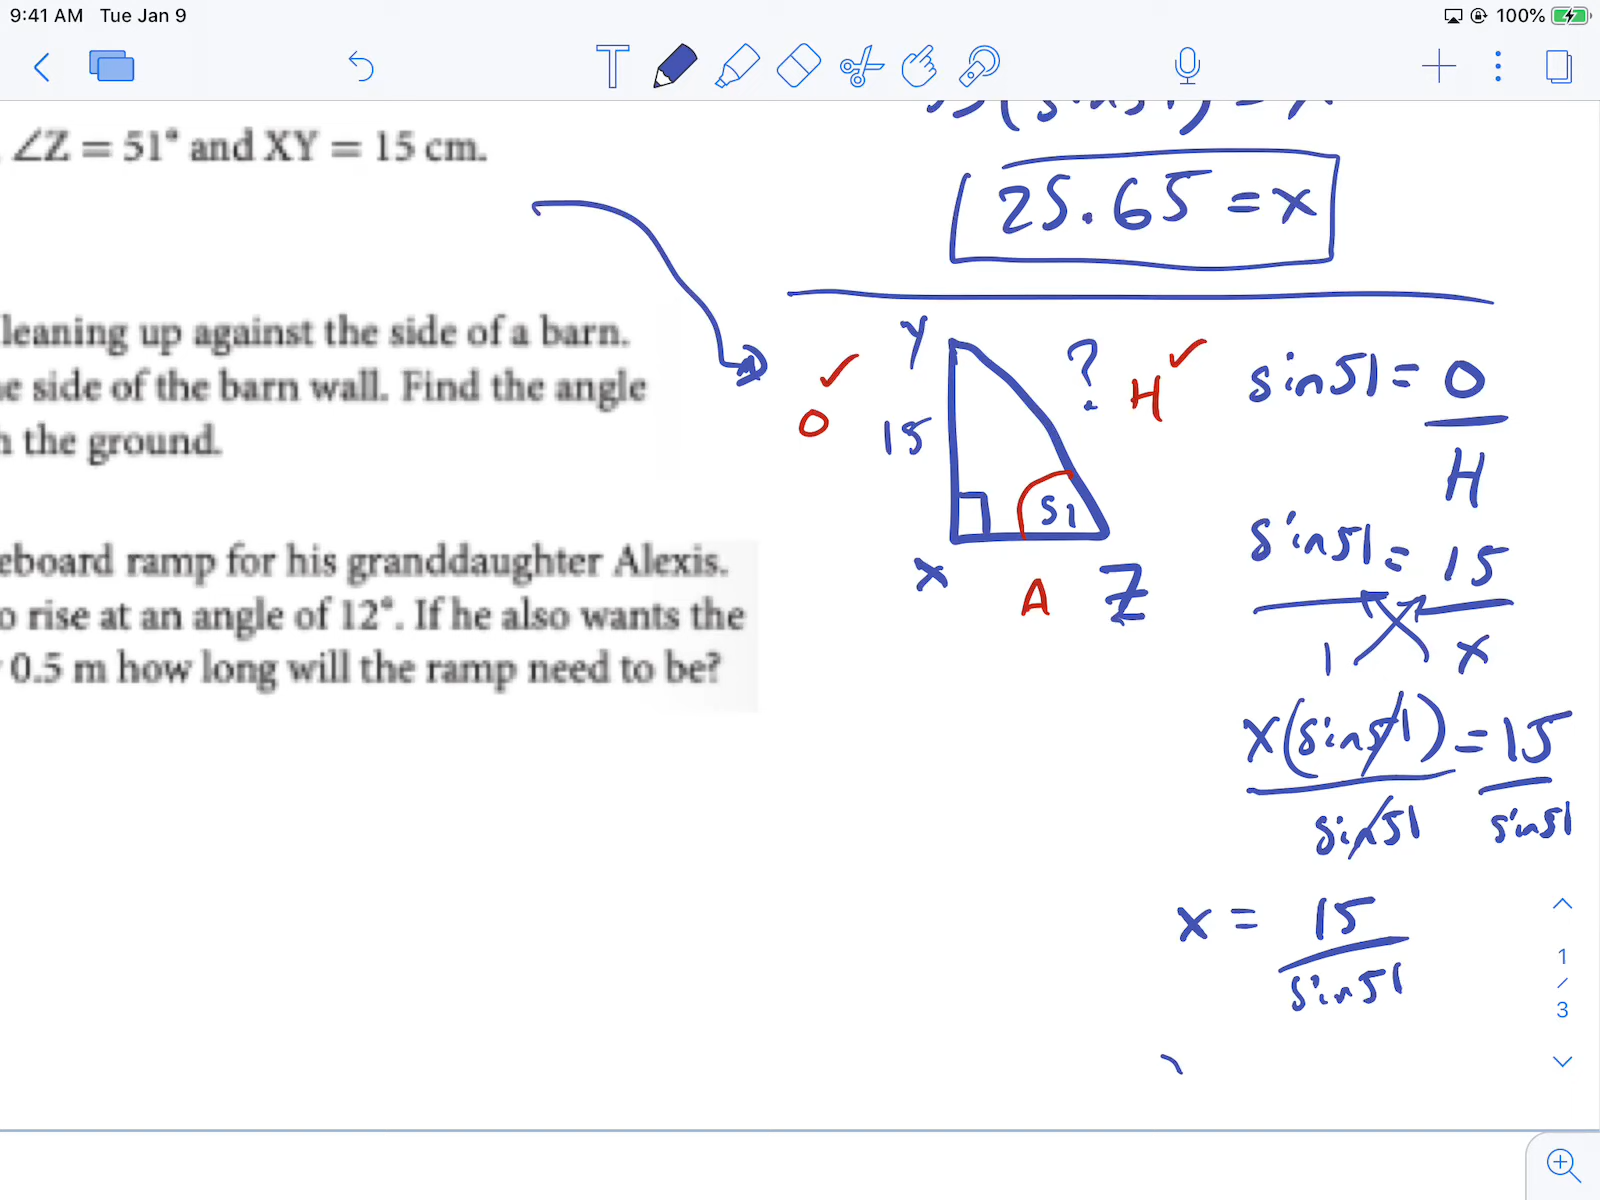 9:41 AM Tue Jan 9
100%
∠Z = 51° and XY = 15 cm.
leaning up against the side of a barn.
e side of the barn wall. Find the angle
the ground.
eboard ramp for his granddaughter Alexis.
o rise at an angle of 12°. If he also wants the
0.5 m how long will the ramp need to be?
25.65 = x
Y
?
H
O
15
51
X
A
Z
sin51 = O
H
sin51 = 15
1 x
x(sin51) = 15
sin51 sin51
x = 15
sin51
1
/
3